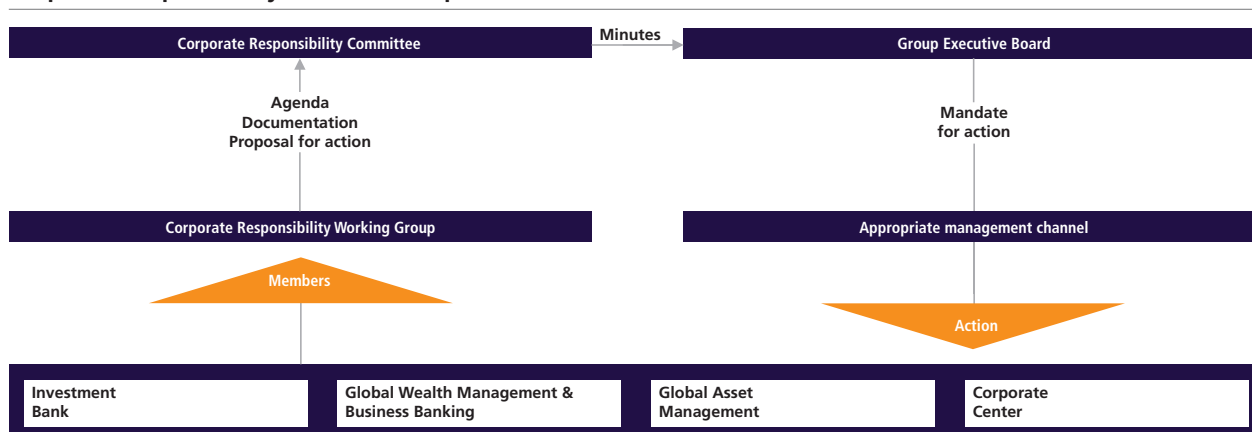 Corporate Responsibility Committee
Minutes
Group Executive Board
Agenda
Documentation
Proposal for action
Mandate
for action
Corporate Responsibility Working Group
Appropriate management channel
Members
Action
Investment
Bank
Global Wealth Management &
Business Banking
Global Asset
Management
Corporate
Center